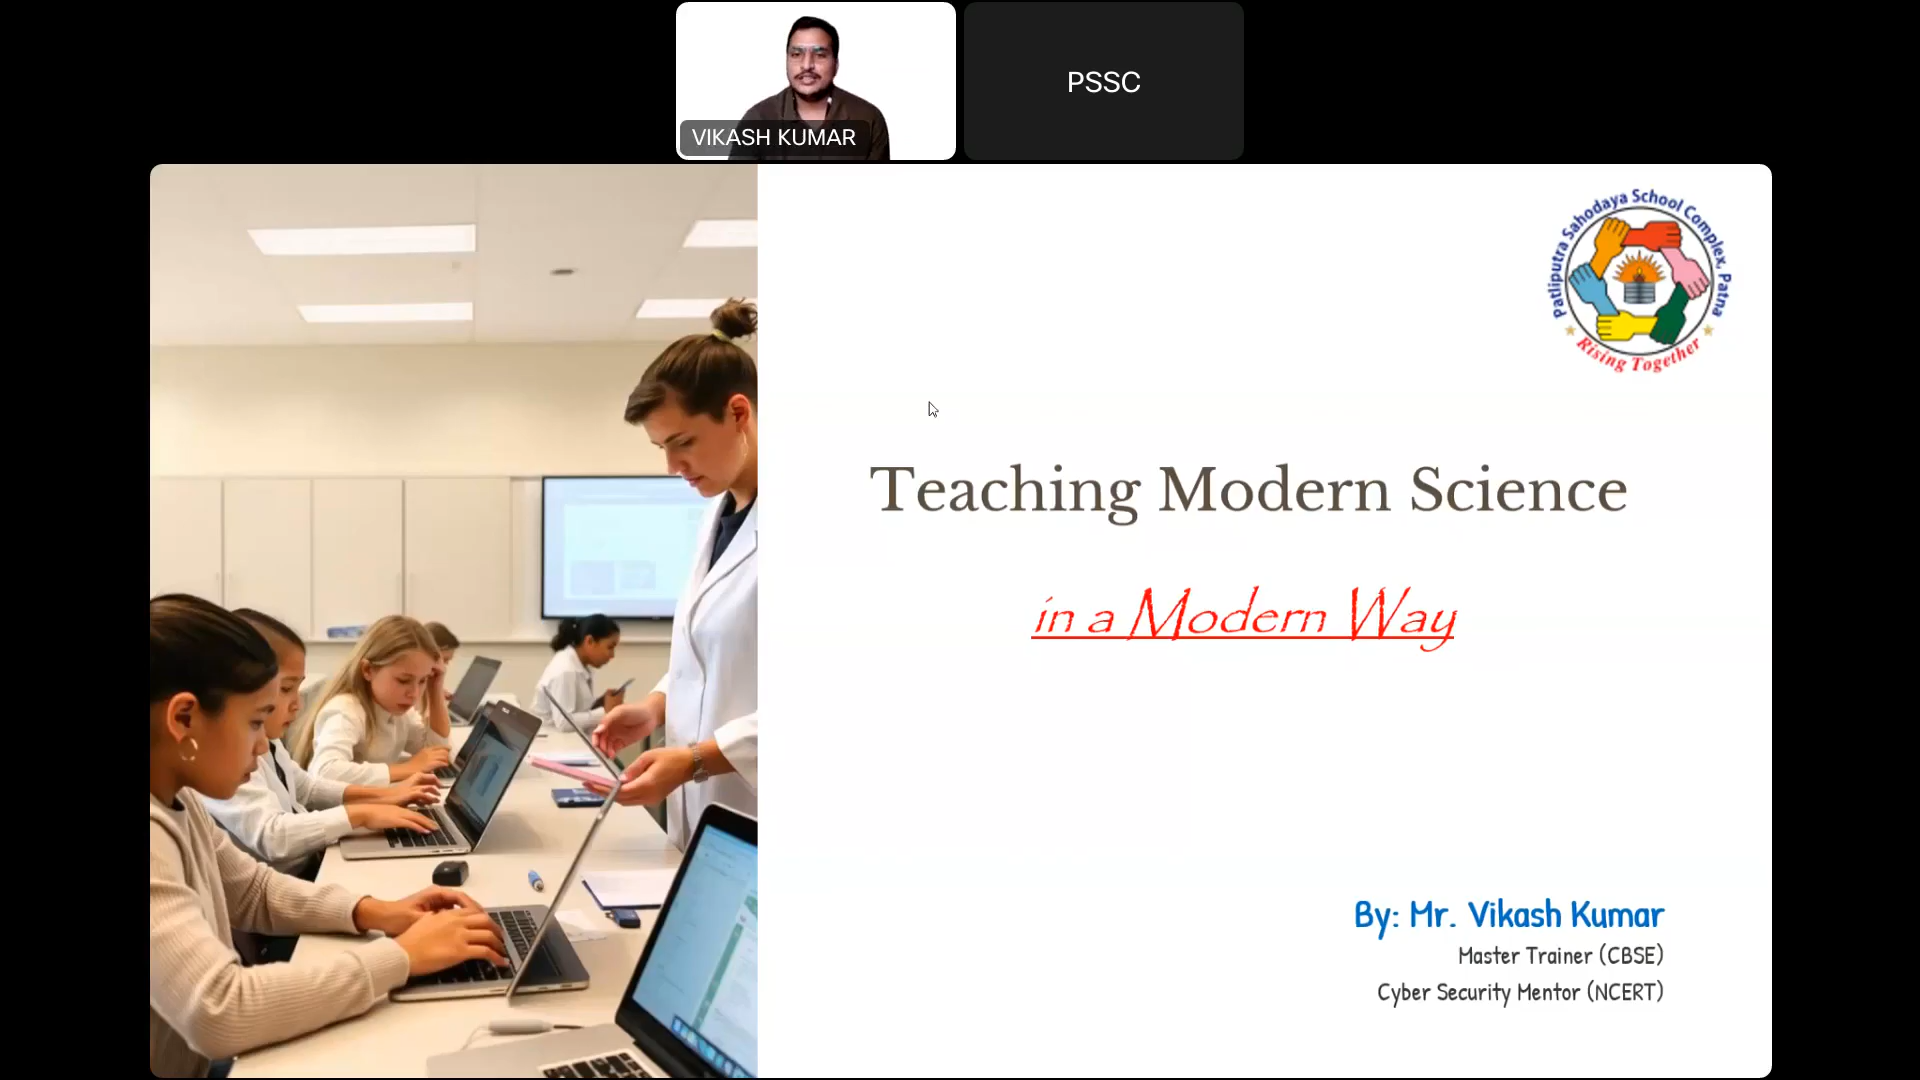 VIKASH KUMAR
PSSC
Patliputra Sahodaya School Complex, Patna
Rising Together
Teaching Modern Science
in a Modern Way
By: Mr. Vikash Kumar
Master Trainer (CBSE)
Cyber Security Mentor (NCERT)